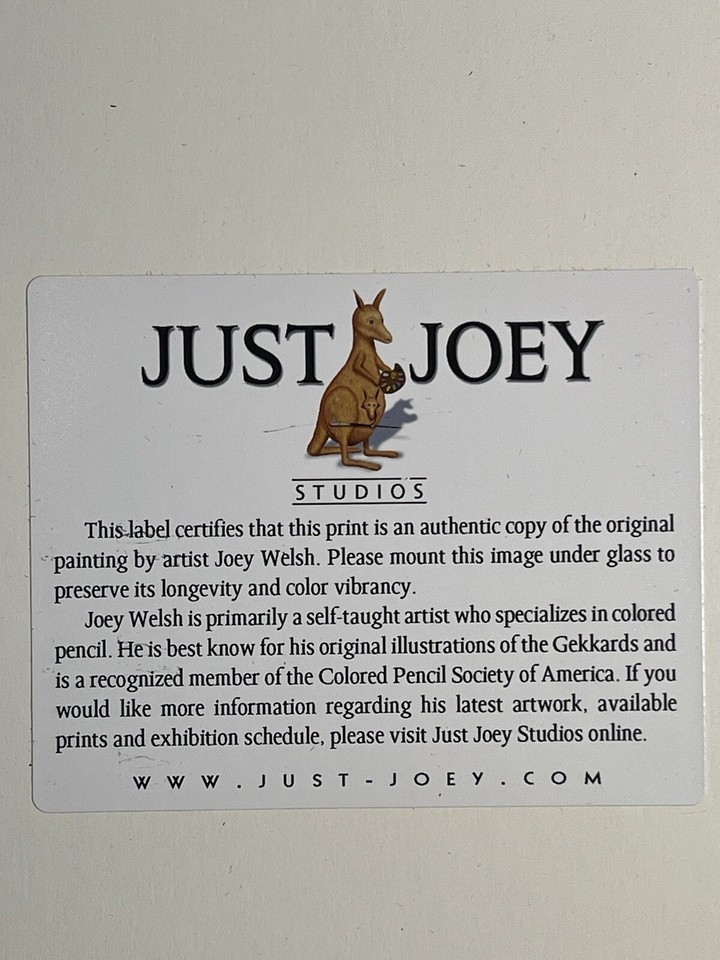 JUST JOEY
STUDIOS
This label certifies that this print is an authentic copy of the original
painting by artist Joey Welsh. Please mount this image under glass to
preserve its longevity and color vibrancy.
Joey Welsh is primarily a self-taught artist who specializes in colored
pencil. He is best know for his original illustrations of the Gekkards and
is a recognized member of the Colored Pencil Society of America. If you
would like more information regarding his latest artwork, available
prints and exhibition schedule, please visit Just Joey Studios online.
WWW.JUST-JOEY.COM